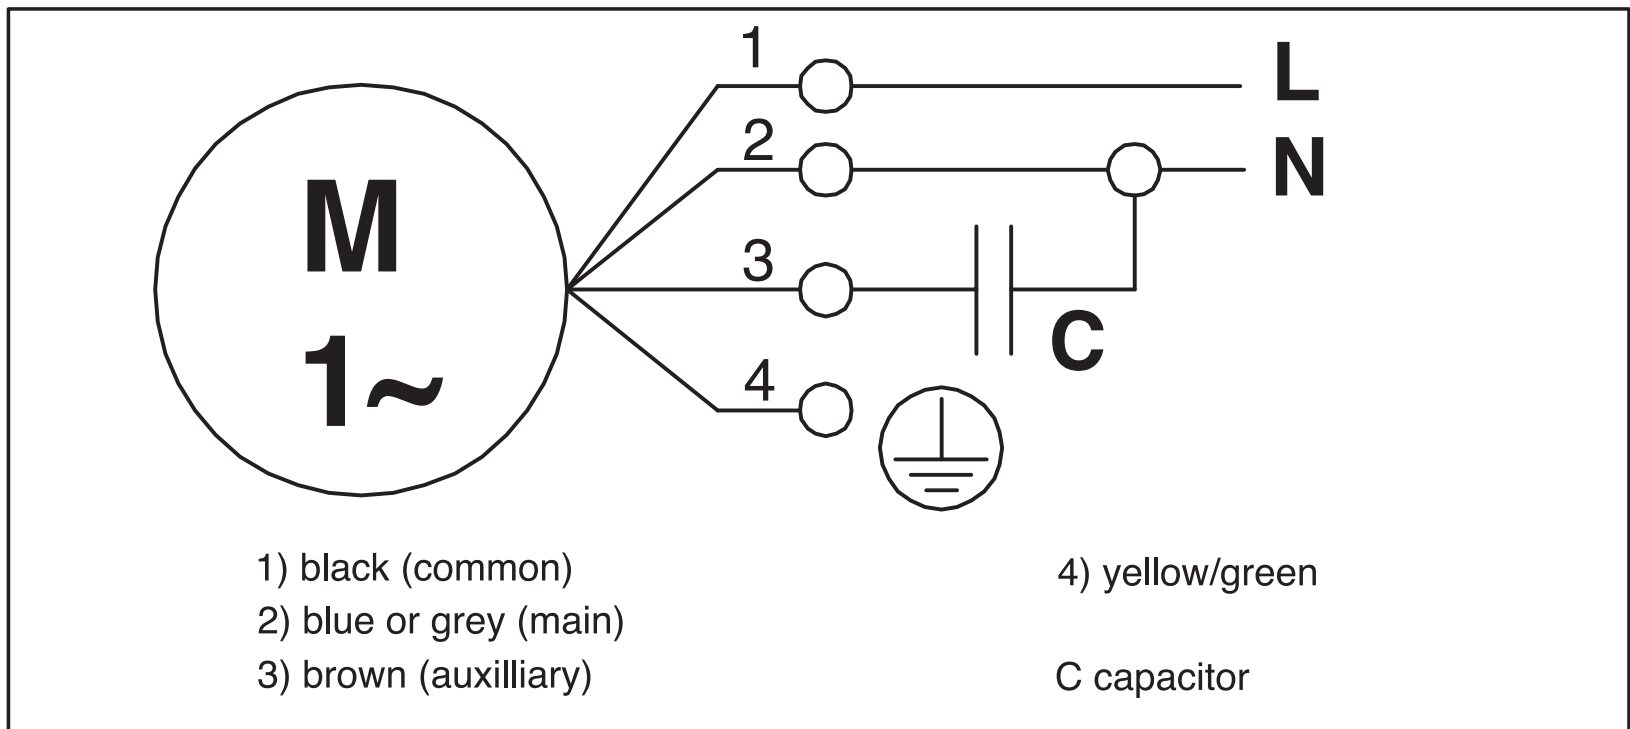 1
L
2
N
M
3
1~
C
4
1) black (common)
4) yellow/green
2) blue or grey (main)
3) brown (auxilliary)
C capacitor